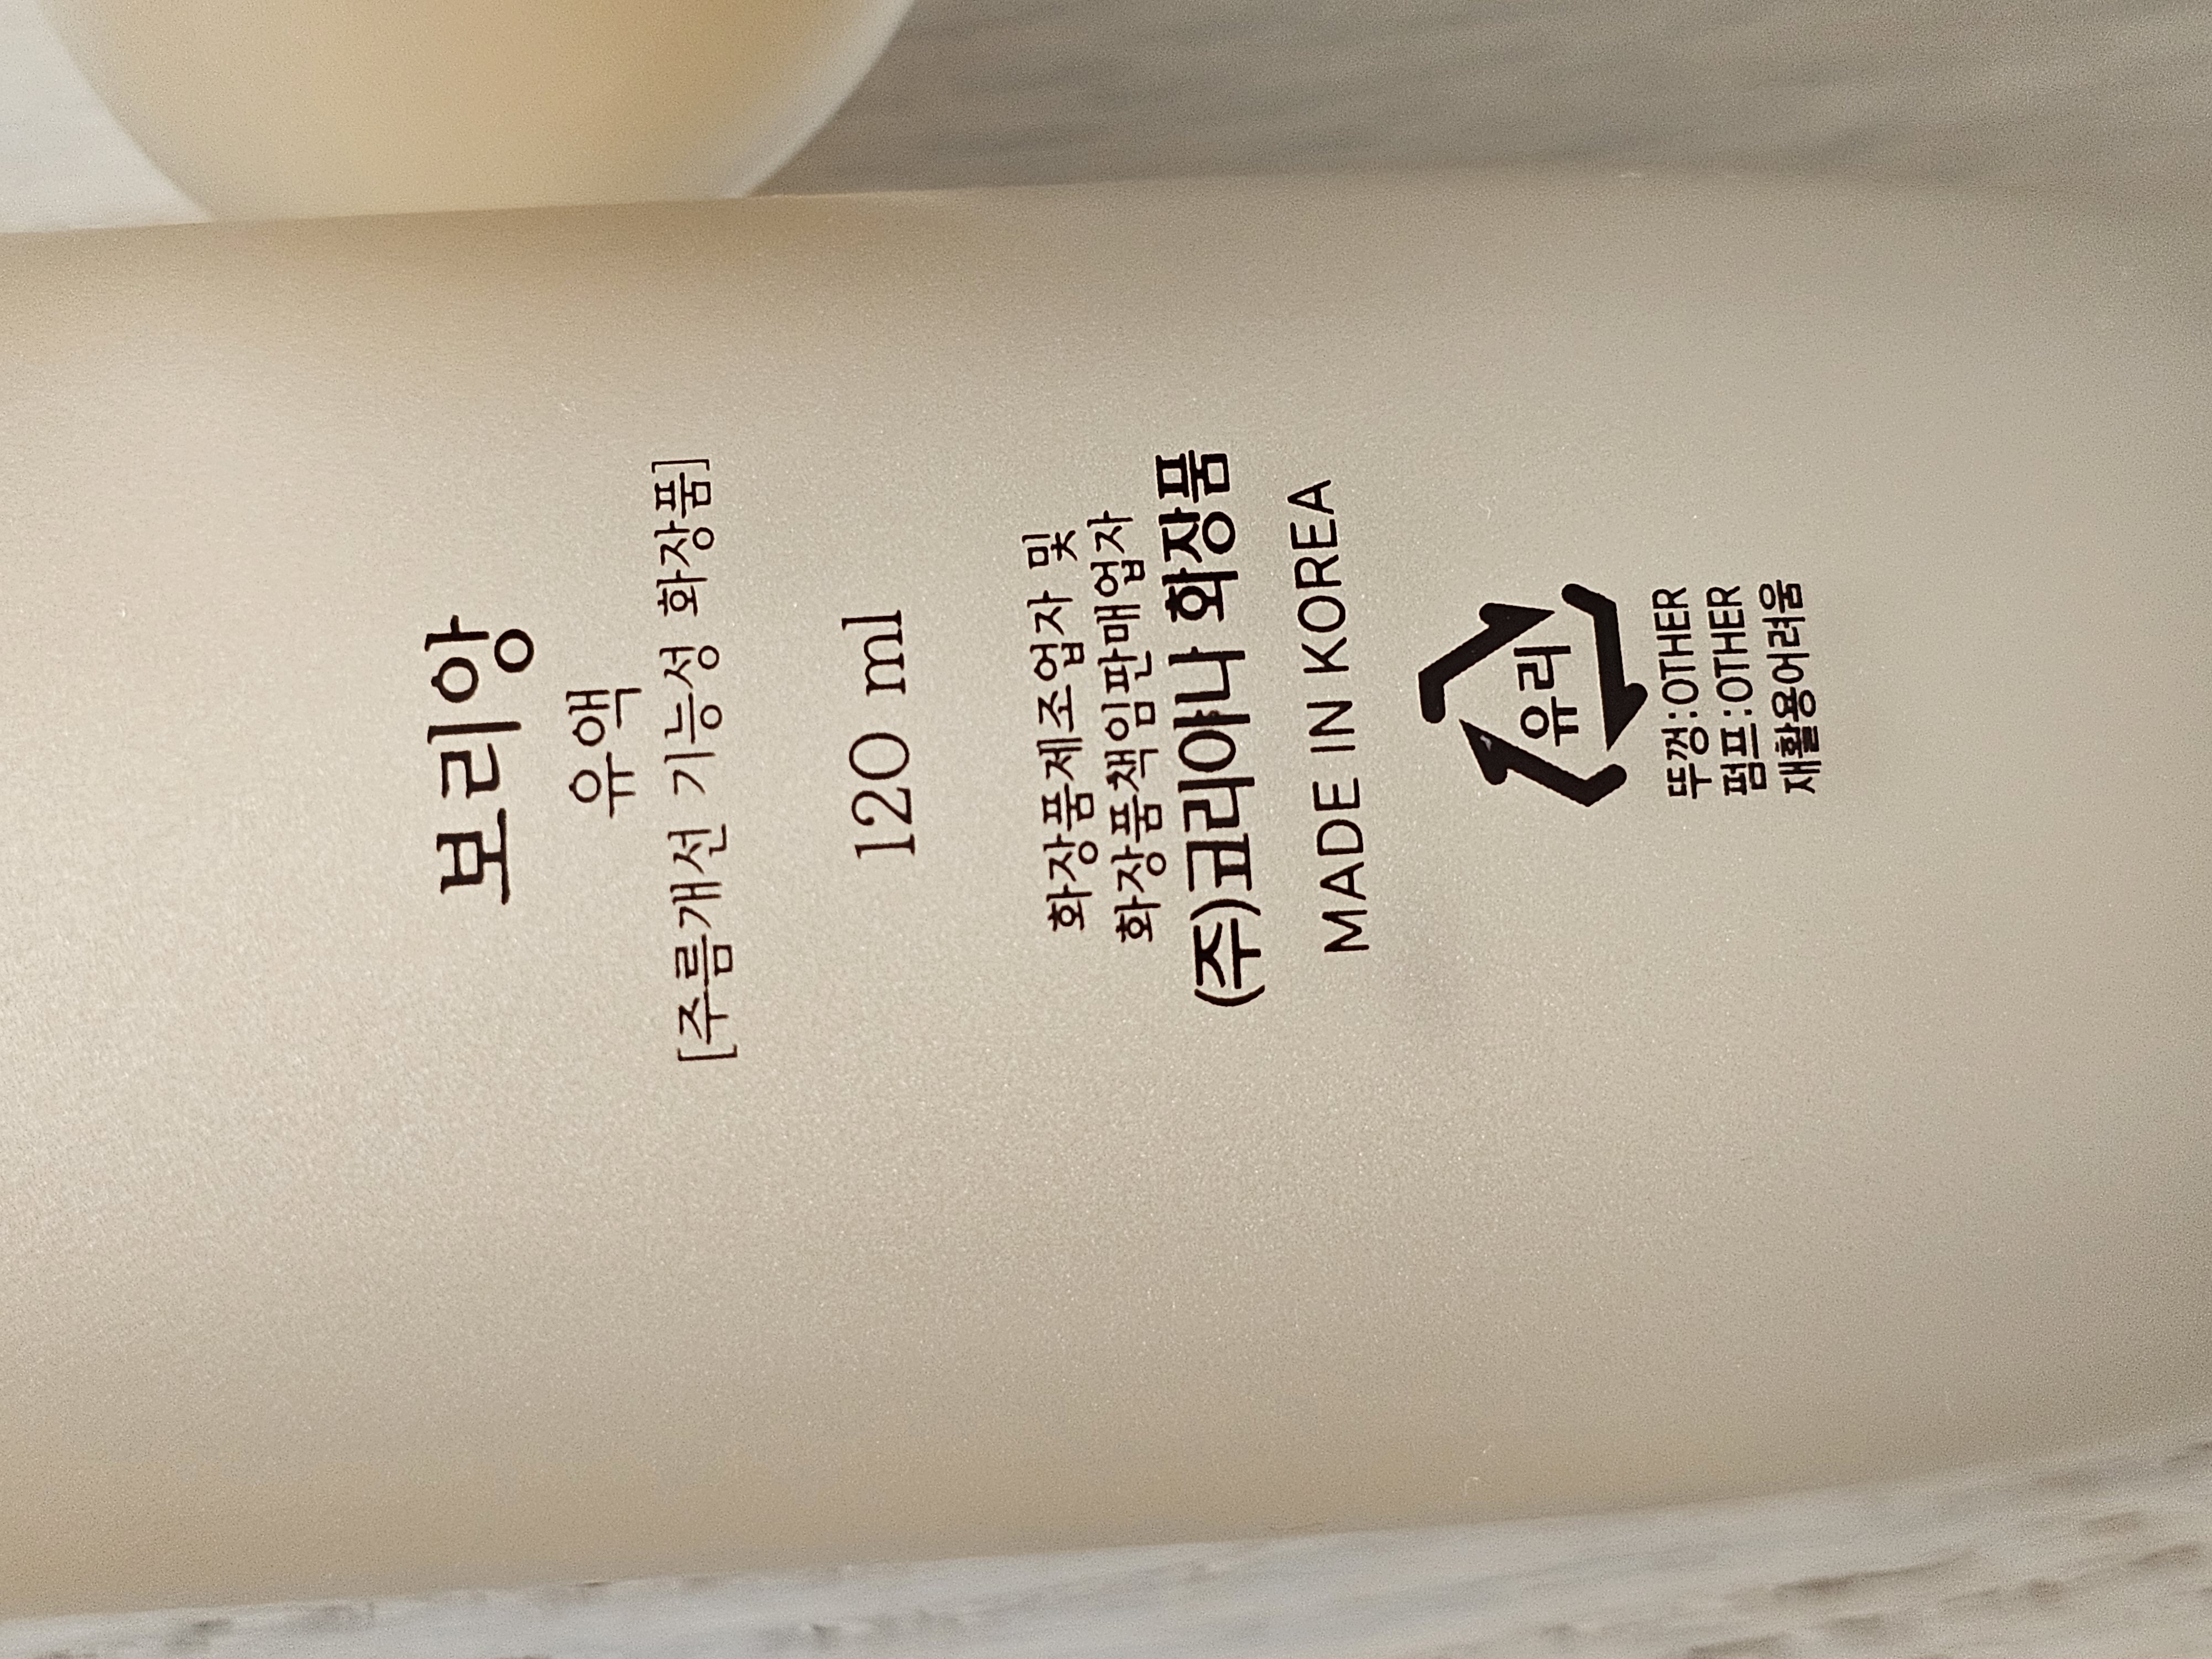 보리앙
유액
[주름개선 기능성 화장품]
120 ml
화장품제조업자 및
화장품책임판매업자
(주)코리아나 화장품
MADE IN KOREA
유리
뚜껑:OTHER
펌프:OTHER
재활용어려움